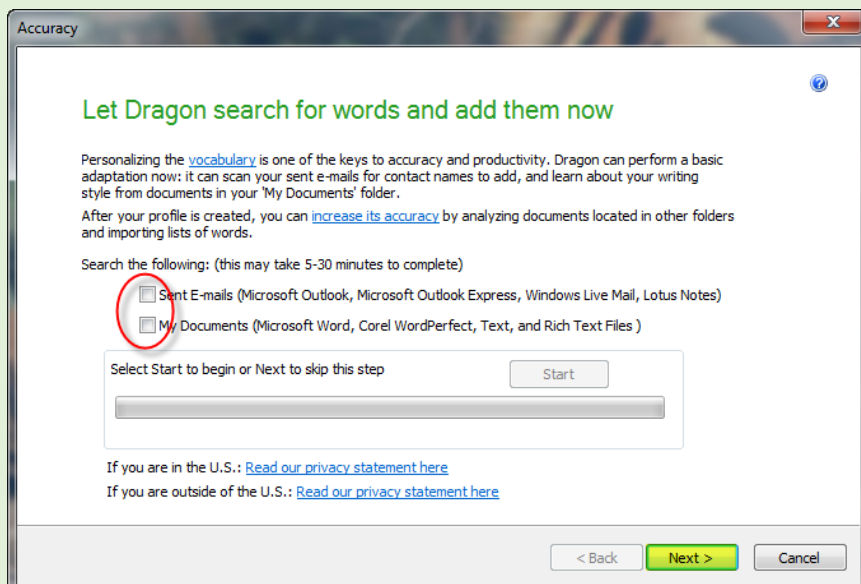 Accuracy
Let Dragon search for words and add them now
Personalizing the vocabulary is one of the keys to accuracy and productivity. Dragon can perform a basic
adaptation now: it can scan your sent e-mails for contact names to add, and learn about your writing
style from documents in your 'My Documents' folder.
After your profile is created, you can increase its accuracy by analyzing documents located in other folders
and importing lists of words.
Search the following: (this may take 5-30 minutes to complete)
Sent E-mails (Microsoft Outlook, Microsoft Outlook Express, Windows Live Mail, Lotus Notes)
My Documents (Microsoft Word, Corel WordPerfect, Text, and Rich Text Files )
Select Start to begin or Next to skip this step
Start
If you are in the U.S.: Read our privacy statement here
If you are outside of the U.S.: Read our privacy statement here
< Back Next > Cancel